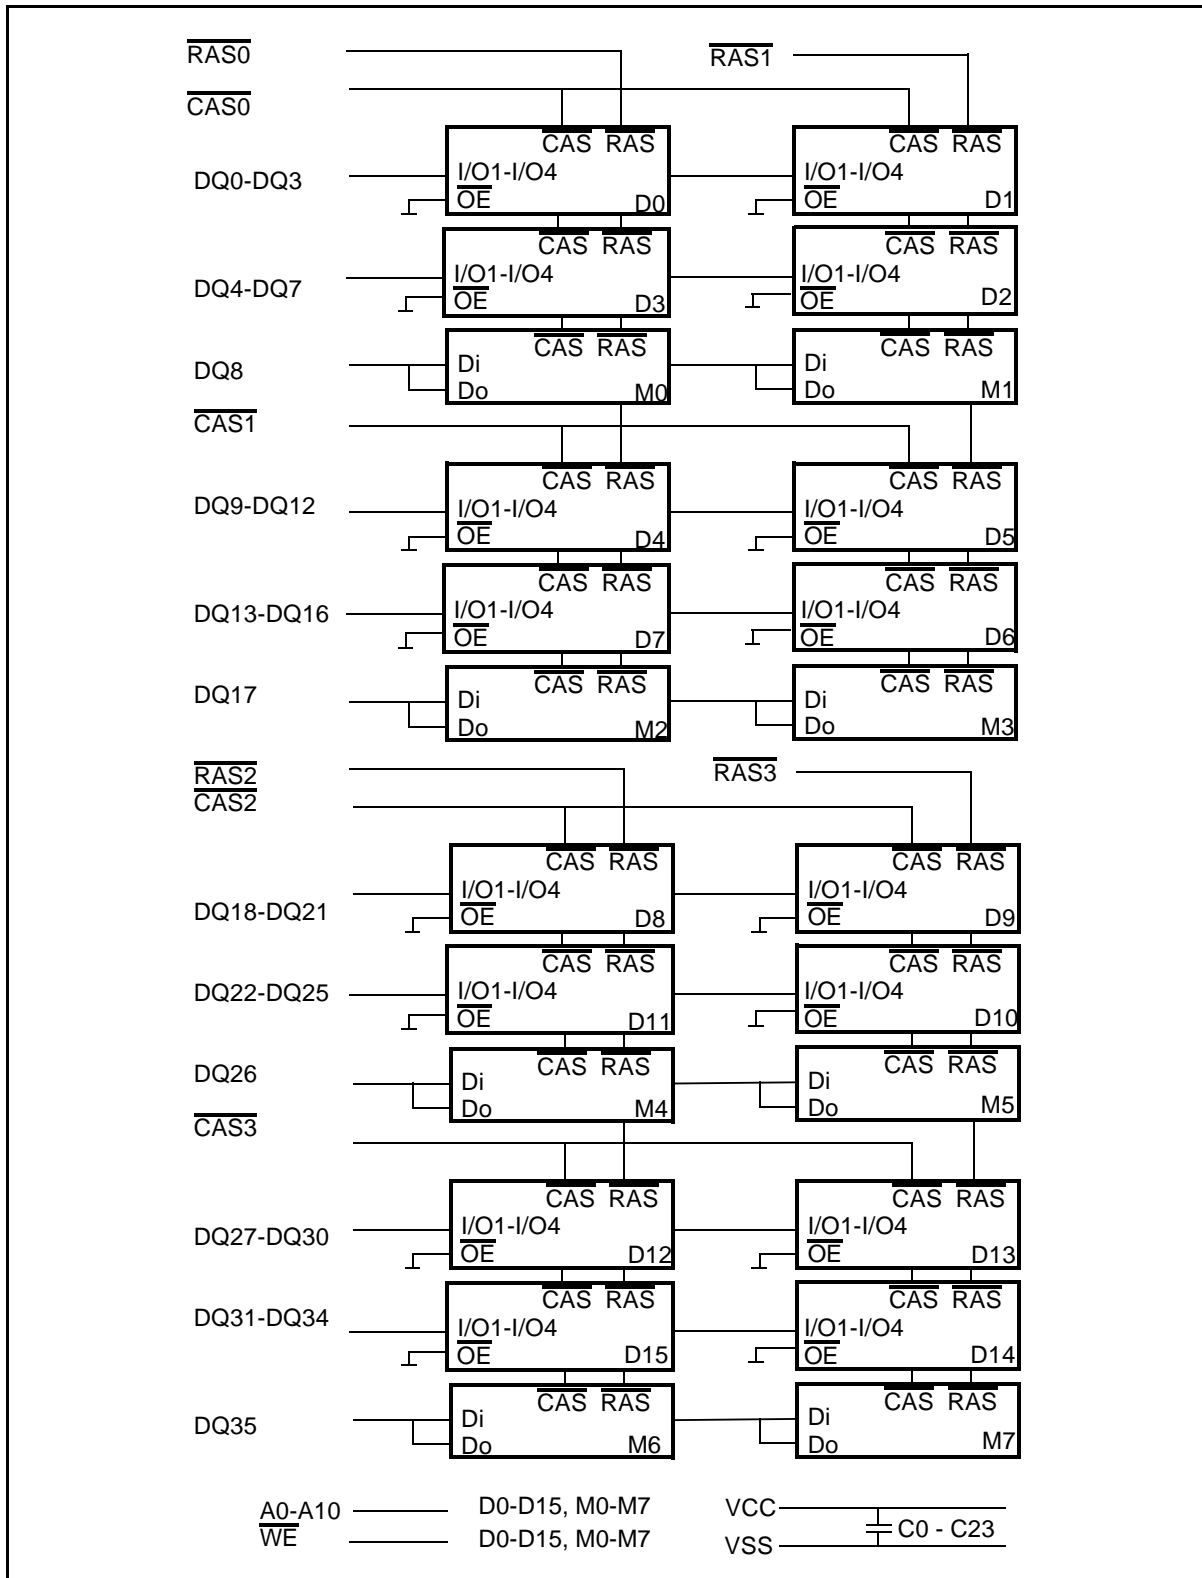 RAS0
RAS1
CAS0
CAS RAS
CAS RAS
DQ0-DQ3
I/O1-I/O4
I/O1-I/O4
OE
D0
OE
D1
CAS RAS
CAS RAS
DQ4-DQ7
I/O1-I/O4
I/O1-I/O4
OE
D3
OE
D2
CAS RAS
CAS RAS
DQ8
Di
Di
Do
M0
Do
M1
CAS1
CAS RAS
CAS RAS
DQ9-DQ12
I/O1-I/O4
I/O1-I/O4
OE
D4
OE
D5
CAS RAS
CAS RAS
DQ13-DQ16
I/O1-I/O4
I/O1-I/O4
OE
D7
OE
D6
CAS RAS
CAS RAS
DQ17
Di
Di
Do
M2
Do
M3
RAS2
RAS3
CAS2
CAS RAS
CAS RAS
DQ18-DQ21
I/O1-I/O4
I/O1-I/O4
OE
D8
OE
D9
CAS RAS
CAS RAS
DQ22-DQ25
I/O1-I/O4
I/O1-I/O4
OE
D11
OE
D10
CAS RAS
CAS RAS
DQ26
Di
Di
Do
M4
Do
M5
CAS3
CAS RAS
CAS RAS
DQ27-DQ30
I/O1-I/O4
I/O1-I/O4
OE
D12
OE
D13
CAS RAS
CAS RAS
DQ31-DQ34
I/O1-I/O4
I/O1-I/O4
OE
D15
OE
D14
CAS RAS
CAS RAS
DQ35
Di
Di
Do
M6
Do
M7
A0-A10
D0-D15, M0-M7
VCC
WE
D0-D15, M0-M7
C0 - C23
VSS